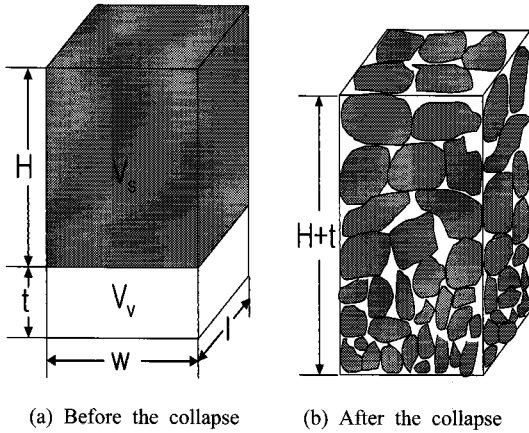 H
V_s
t
V_v
W
l
H+t
(a) Before the collapse
(b) After the collapse